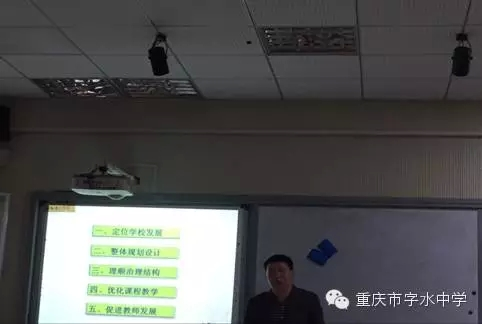 一、定位学校发展
二、整体规划设计
三、理顺治理结构
四、优化课程教学
五、促进教师发展
重庆市字水中学